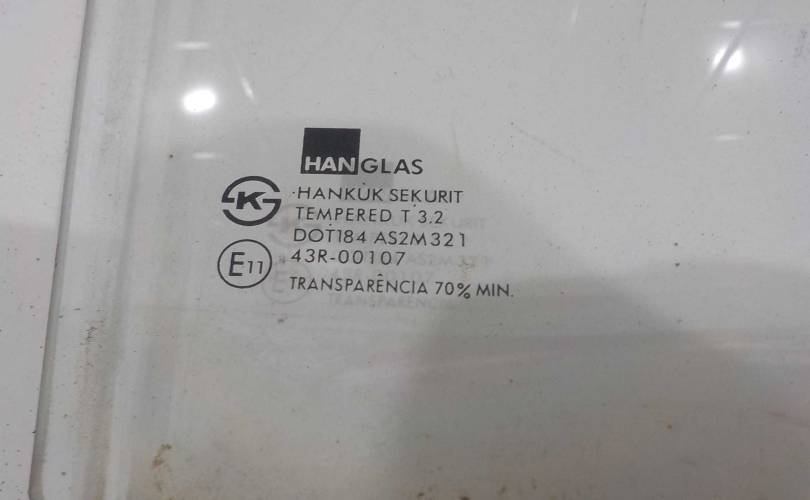 HANGLAS
K HANKUK SEKURIT
TEMPERED T 3.2
DOT184 AS2M321
E11 43R-00107
TRANSPARÊNCIA 70% MIN.